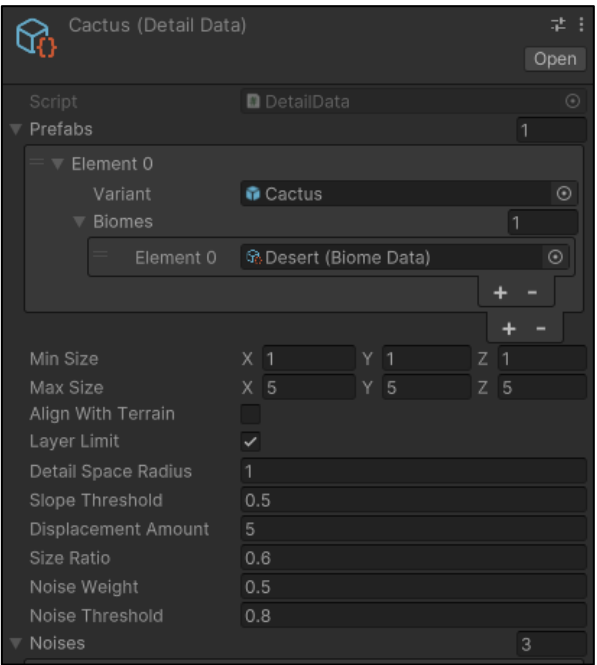 Cactus (Detail Data)
Open
Script DetailData
Prefabs 1
Element 0
Variant Cactus
Biomes 1
Element 0 Desert (Biome Data)
+ -
+ -
Min Size X 1 Y 1 Z 1
Max Size X 5 Y 5 Z 5
Align With Terrain
Layer Limit
Detail Space Radius 1
Slope Threshold 0.5
Displacement Amount 5
Size Ratio 0.6
Noise Weight 0.5
Noise Threshold 0.8
Noises 3